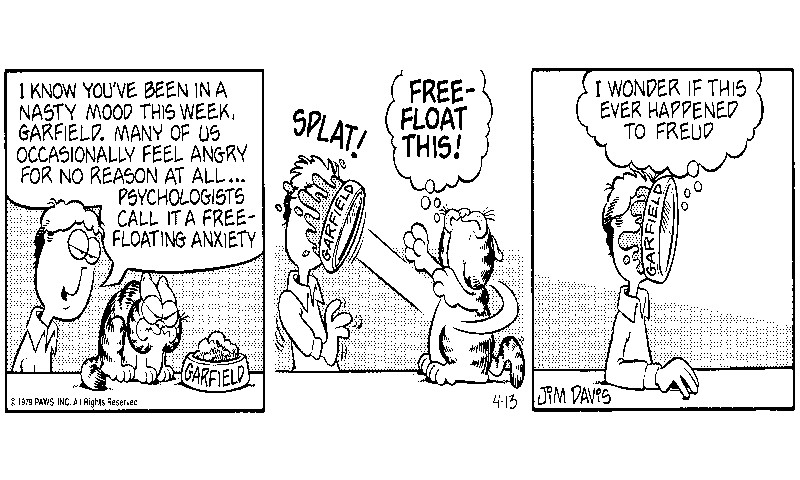 I KNOW YOU'VE BEEN IN A
NASTY MOOD THIS WEEK,
GARFIELD. MANY OF US
OCCASIONALLY FEEL ANGRY
FOR NO REASON AT ALL...
PSYCHOLOGISTS
CALL IT A FREE-
FLOATING ANXIETY
GARFIELD
© 1979 PAWS, INC. All Rights Reserved.
SPLAT!
FREE-
FLOAT
THIS!
GARFIELD
4-13
I WONDER IF THIS
EVER HAPPENED
TO FREUD
GARFIELD
JIM DAVIS